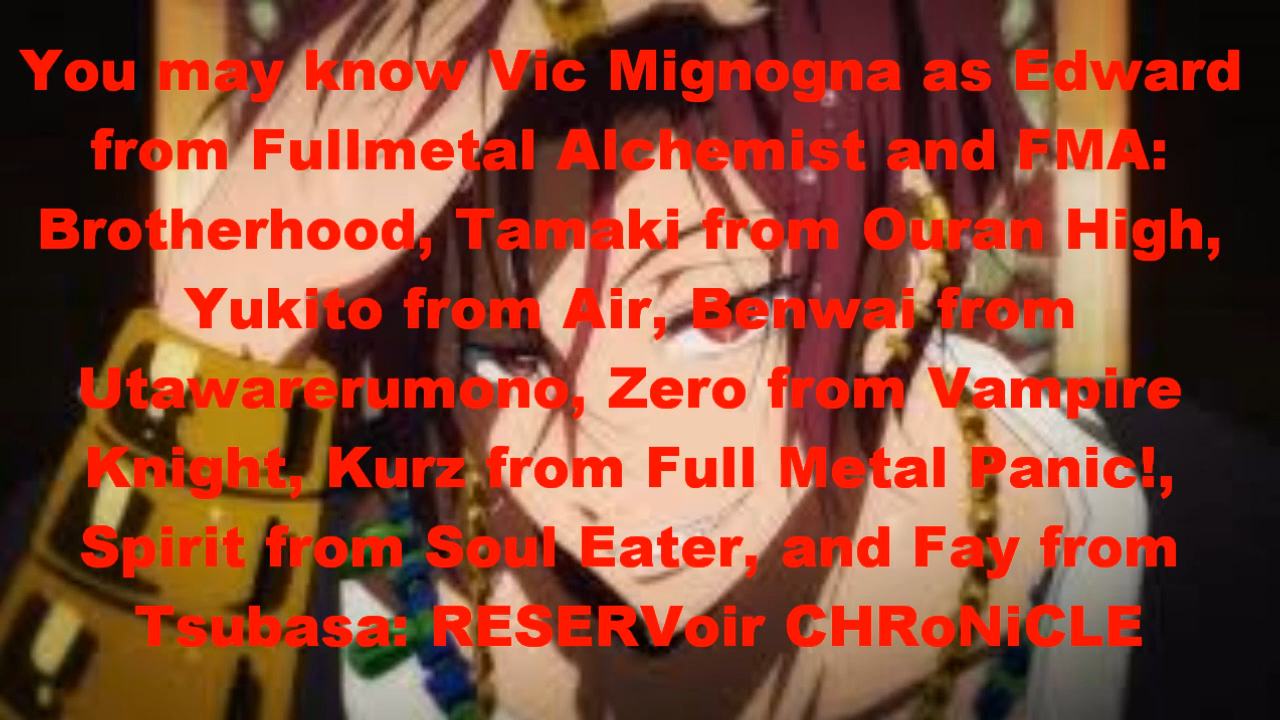 You may know Vic Mignogna as Edward
from Fullmetal Alchemist and FMA:
Brotherhood, Tamaki from Ouran High,
Yukito from Air, Benwai from
Utawarerumono, Zero from Vampire
Knight, Kurz from Full Metal Panic!,
Spirit from Soul Eater, and Fay from
Tsubasa: RESERVoir CHRoNiCLE